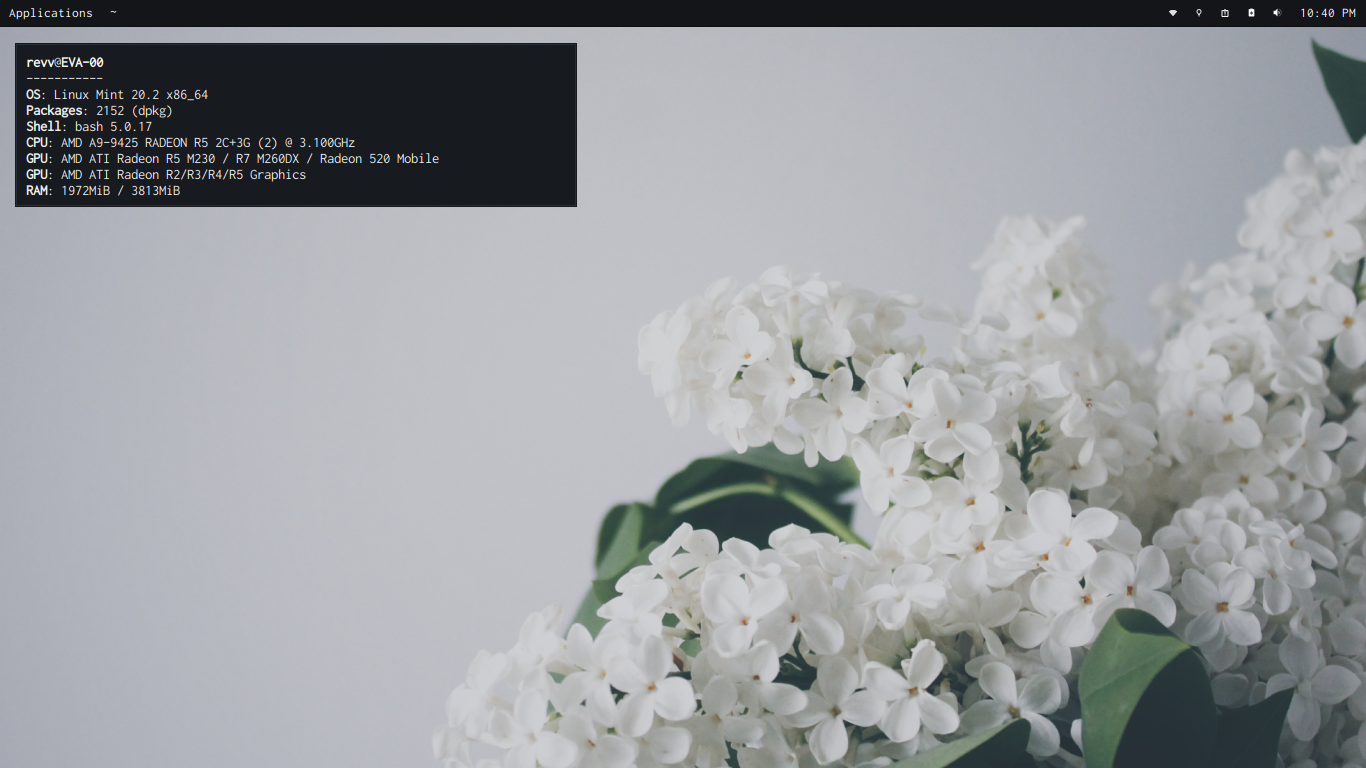 Applications ~ 10:40 PM
revv@EVA-00
-----------
OS: Linux Mint 20.2 x86_64
Packages: 2152 (dpkg)
Shell: bash 5.0.17
CPU: AMD A9-9425 RADEON R5 2C+3G (2) @ 3.100GHz
GPU: AMD ATI Radeon R5 M230 / R7 M260DX / Radeon 520 Mobile
GPU: AMD ATI Radeon R2/R3/R4/R5 Graphics
RAM: 1972MiB / 3813MiB